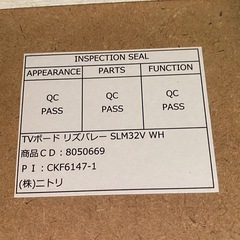 INSPECTION SEAL
APPEARANCE PARTS FUNCTION
QC QC QC
PASS PASS PASS
TVボード リズバレー SLM32V WH
商品CD：8050669
PI：CKF6147-1
(株)ニトリ